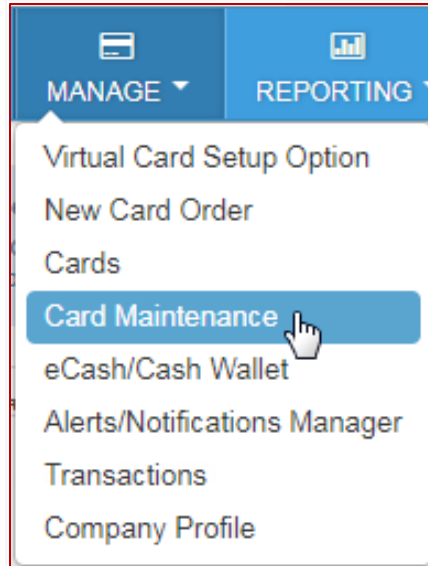 MANAGE REPORTING
Virtual Card Setup Option
New Card Order
Cards
Card Maintenance
eCash/Cash Wallet
Alerts/Notifications Manager
Transactions
Company Profile